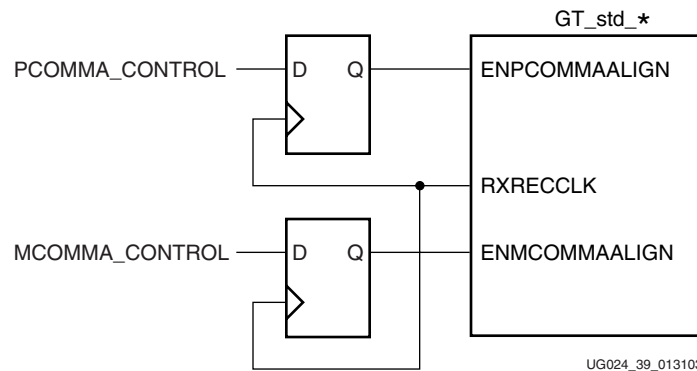 GT_std_*
PCOMMA_CONTROL D Q ENPCOMMAALIGN
RXRECCLK
MCOMMA_CONTROL D Q ENMCOMMAALIGN